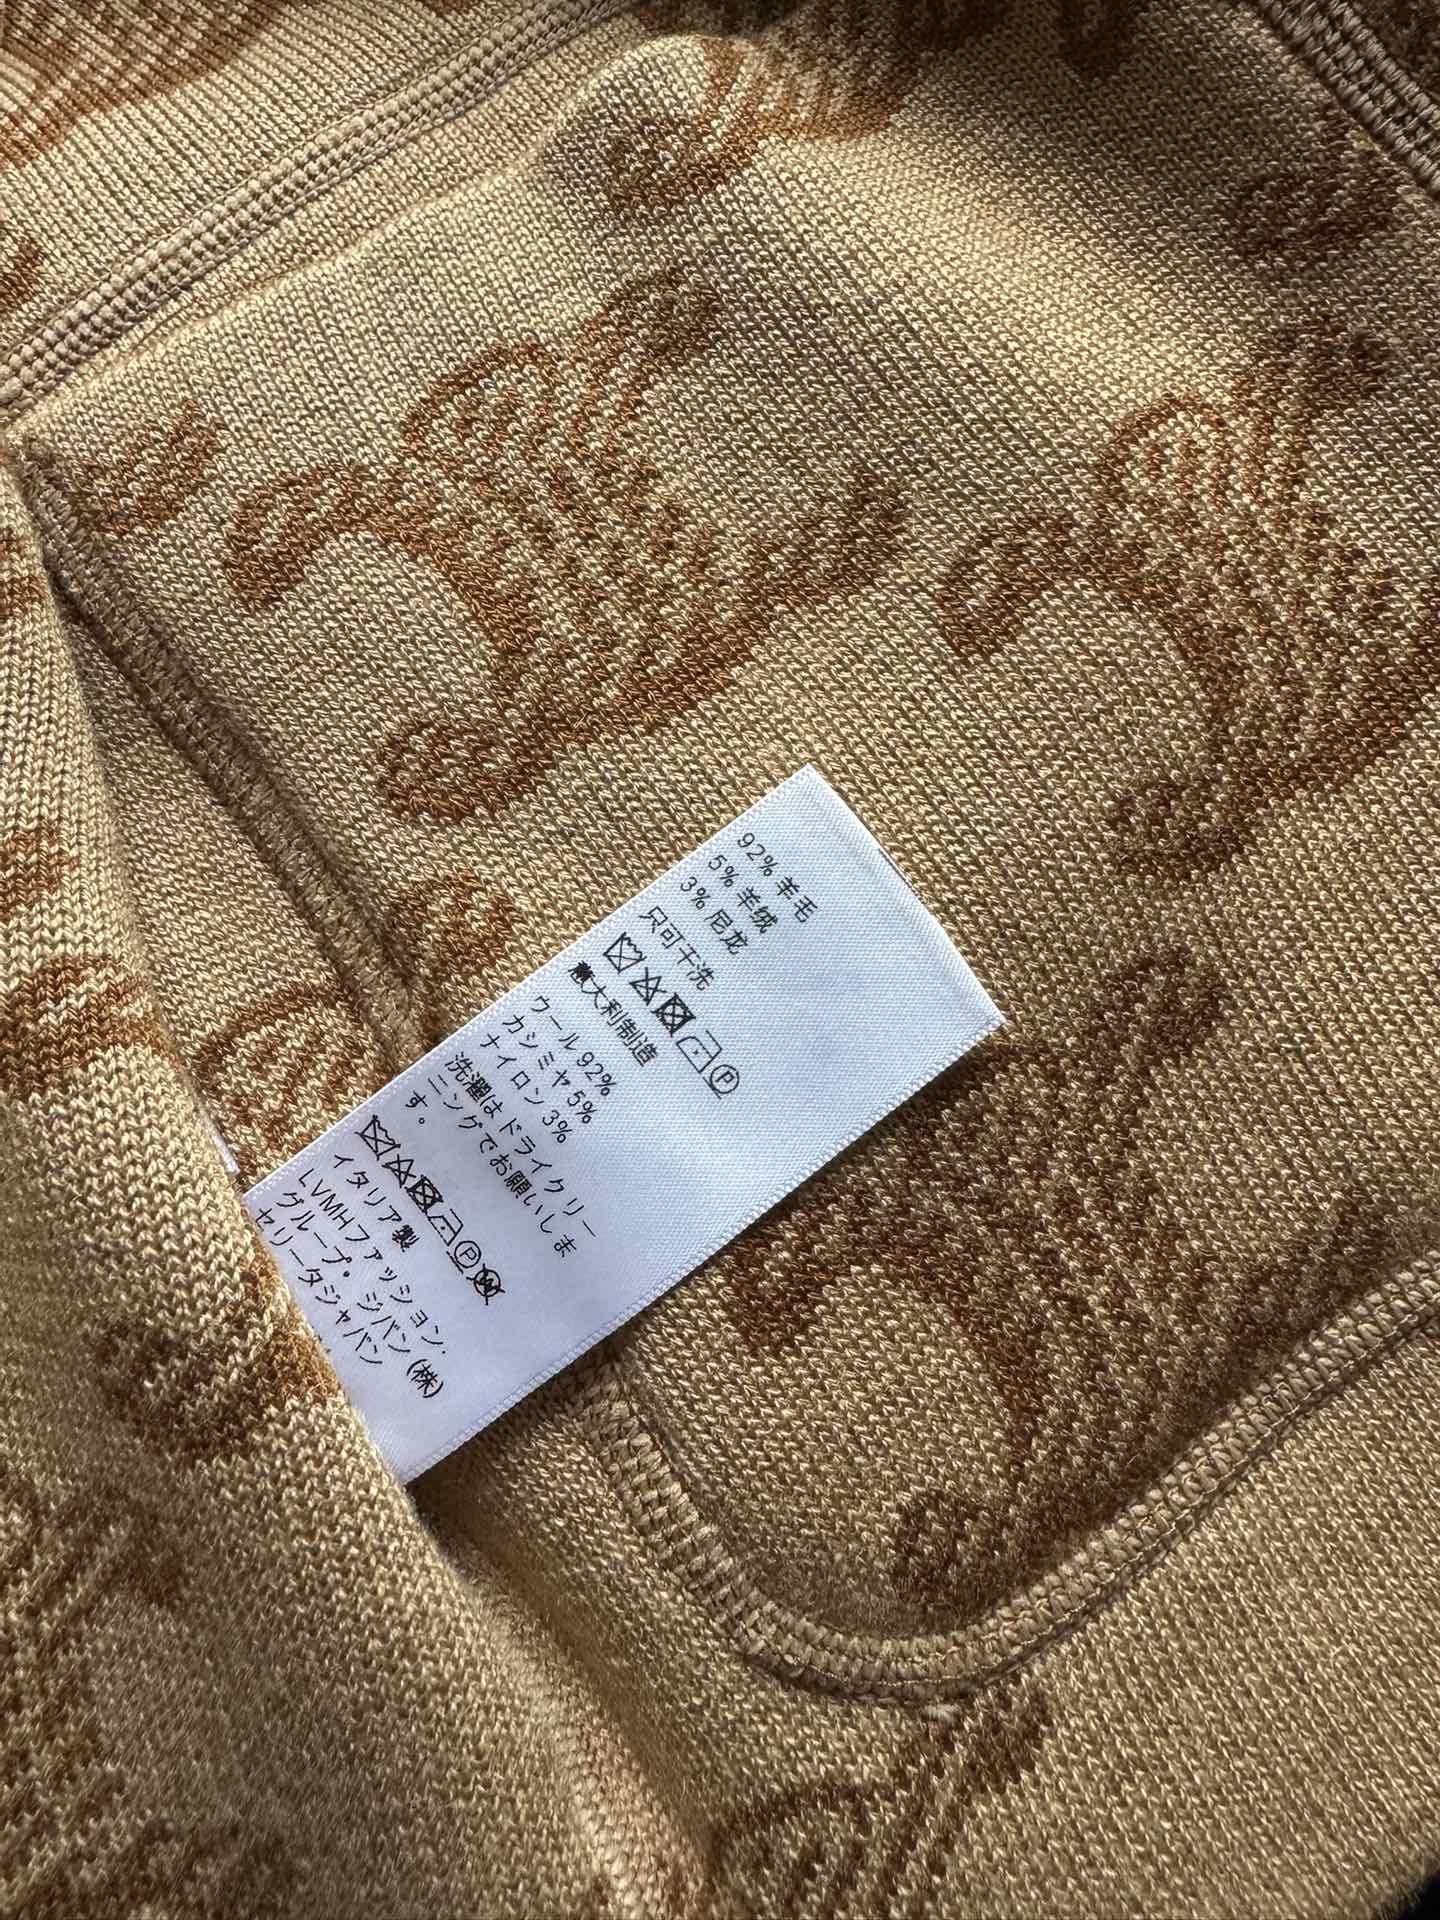 92% 羊毛
5% 羊绒
3% 尼龙
只可干洗
P
意大利制造
ウール 92%
カシミヤ 5%
ナイロン 3%
洗濯はドライクリー
ニングでお願いしま
す。
P W
イタリア製
LVMHファッション.
グループ・ジバン (株)
セリータジャバン